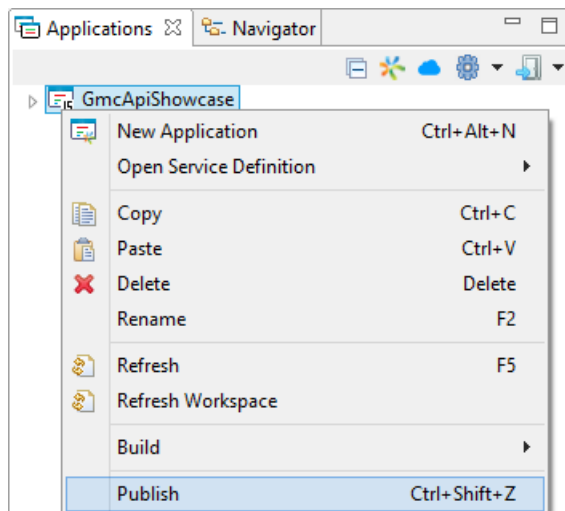 Applications Navigator
GmcApiShowcase
New Application Ctrl+Alt+N
Open Service Definition
Copy Ctrl+C
Paste Ctrl+V
Delete Delete
Rename F2
Refresh F5
Refresh Workspace
Build
Publish Ctrl+Shift+Z